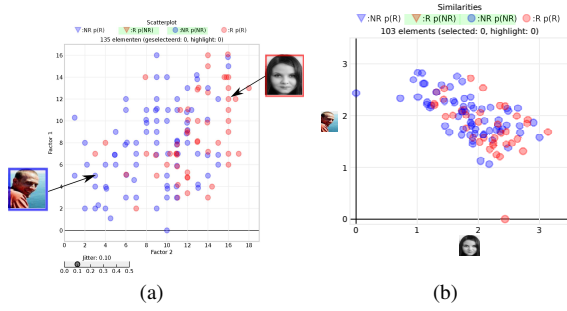 Scatterplot
:NR p(R) :R p(NR) :NR p(NR) :R p(R)
135 elementen (geselecteerd: 0, highlight: 0)
16
14
12
10
8
6
4
2
0
Factor 1
0 2 4 6 8 10 12 14 16 18
Factor 2
Jitter: 0.10
0.0 0.1 0.2 0.3 0.4 0.5
(a)
Similarities
:NR p(R) :R p(NR) :NR p(NR) :R p(R)
103 elements (selected: 0, highlight: 0)
3
2
1
0
0 1 2 3
(b)